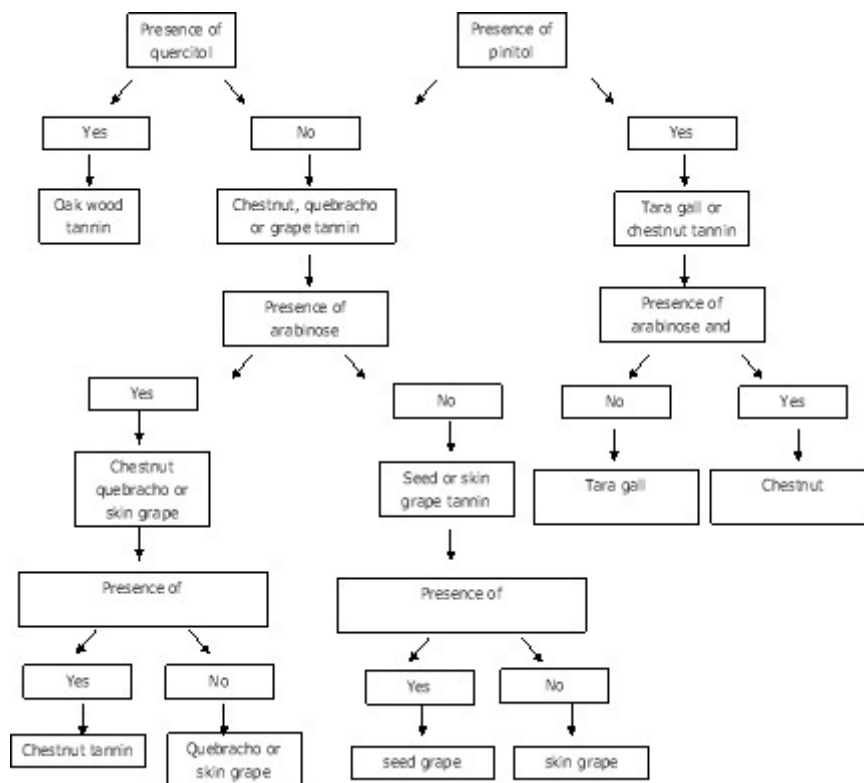 Presence of
quercitol
Presence of
pinitol
Yes
No
Yes
Oak wood
tannin
Chestnut, quebracho
or grape tannin
Tara gall or
chestnut tannin
Presence of
arabinose
Presence of
arabinose and
Yes
No
No
Yes
Chestnut
quebracho or
skin grape
Seed or skin
grape tannin
Tara gall
Chestnut
Presence of
Presence of
Yes
No
Yes
No
Chestnut tannin
Quebracho or
skin grape
seed grape
skin grape